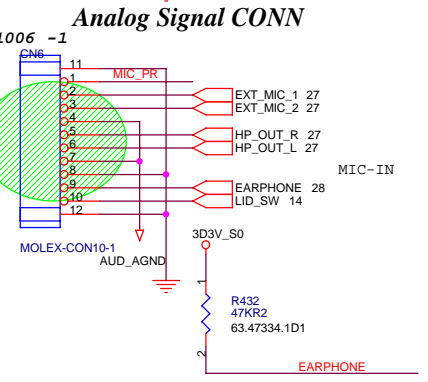 Analog Signal CONN
1006 -1
CN6
11
1 MIC_PR
2 EXT_MIC_1 27
3 EXT_MIC_2 27
4
5 HP_OUT_R 27
6 HP_OUT_L 27
7
8
MIC-IN
9 EARPHONE 28
10 LID_SW 14
12
MOLEX-CON10-1
AUD_AGND
3D3V_S0
1
R432
47KR2
63.47334.1D1
2
EARPHONE